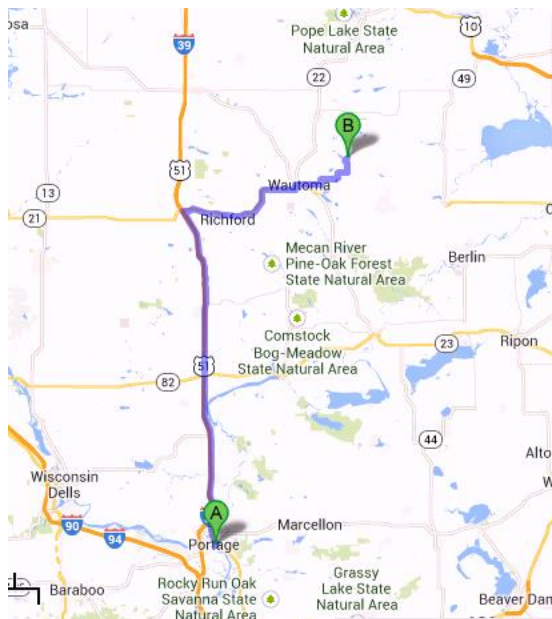 osa
Pope Lake State
Natural Area
10
39
22
49
B
51
13
Wautoma
21
Richford
Mecan River
Pine-Oak Forest
State Natural Area
Berlin
Comstock
Bog-Meadow
State Natural Area
23
Ripon
51
82
44
Alto
Wisconsin
Dells
A
90
94
Portage
Marcellon
Baraboo
Rocky Run Oak
Savanna State
Natural Area
Grassy
Lake State
Natural Area
Beaver Dam